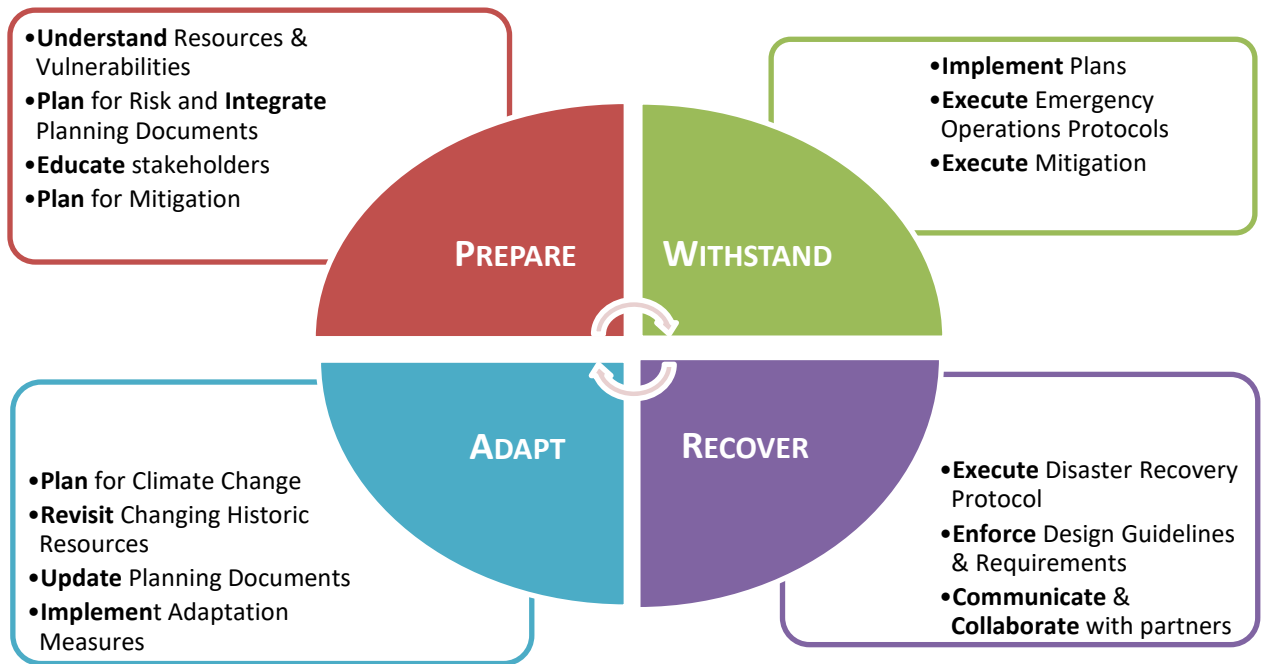 •Understand Resources &
Vulnerabilities
•Plan for Risk and Integrate
Planning Documents
•Educate stakeholders
•Plan for Mitigation
•Implement Plans
•Execute Emergency
Operations Protocols
•Execute Mitigation
PREPARE
WITHSTAND
ADAPT
RECOVER
•Plan for Climate Change
•Revisit Changing Historic
Resources
•Update Planning Documents
•Implement Adaptation
Measures
•Execute Disaster Recovery
Protocol
•Enforce Design Guidelines
& Requirements
•Communicate &
Collaborate with partners